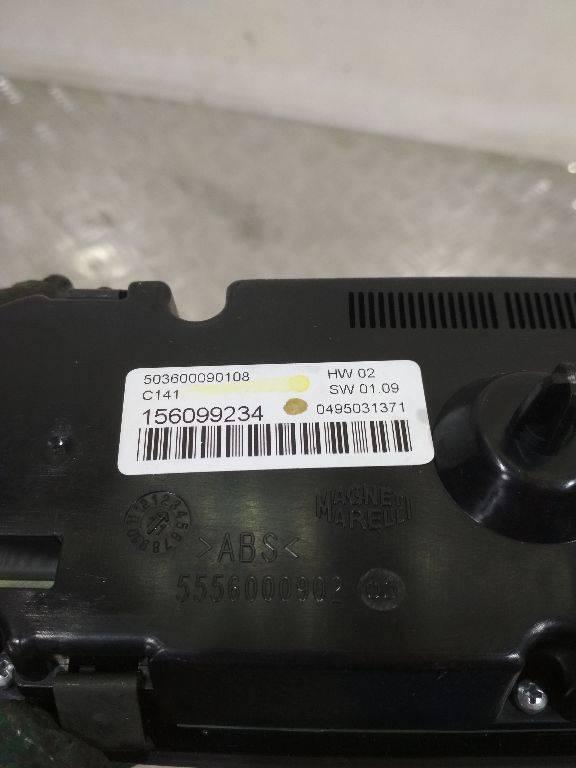 503600090108 HW 02
C141 SW 01.09
156099234 0495031371
MAGNETI
MARELLI
>ABS<
5556000902